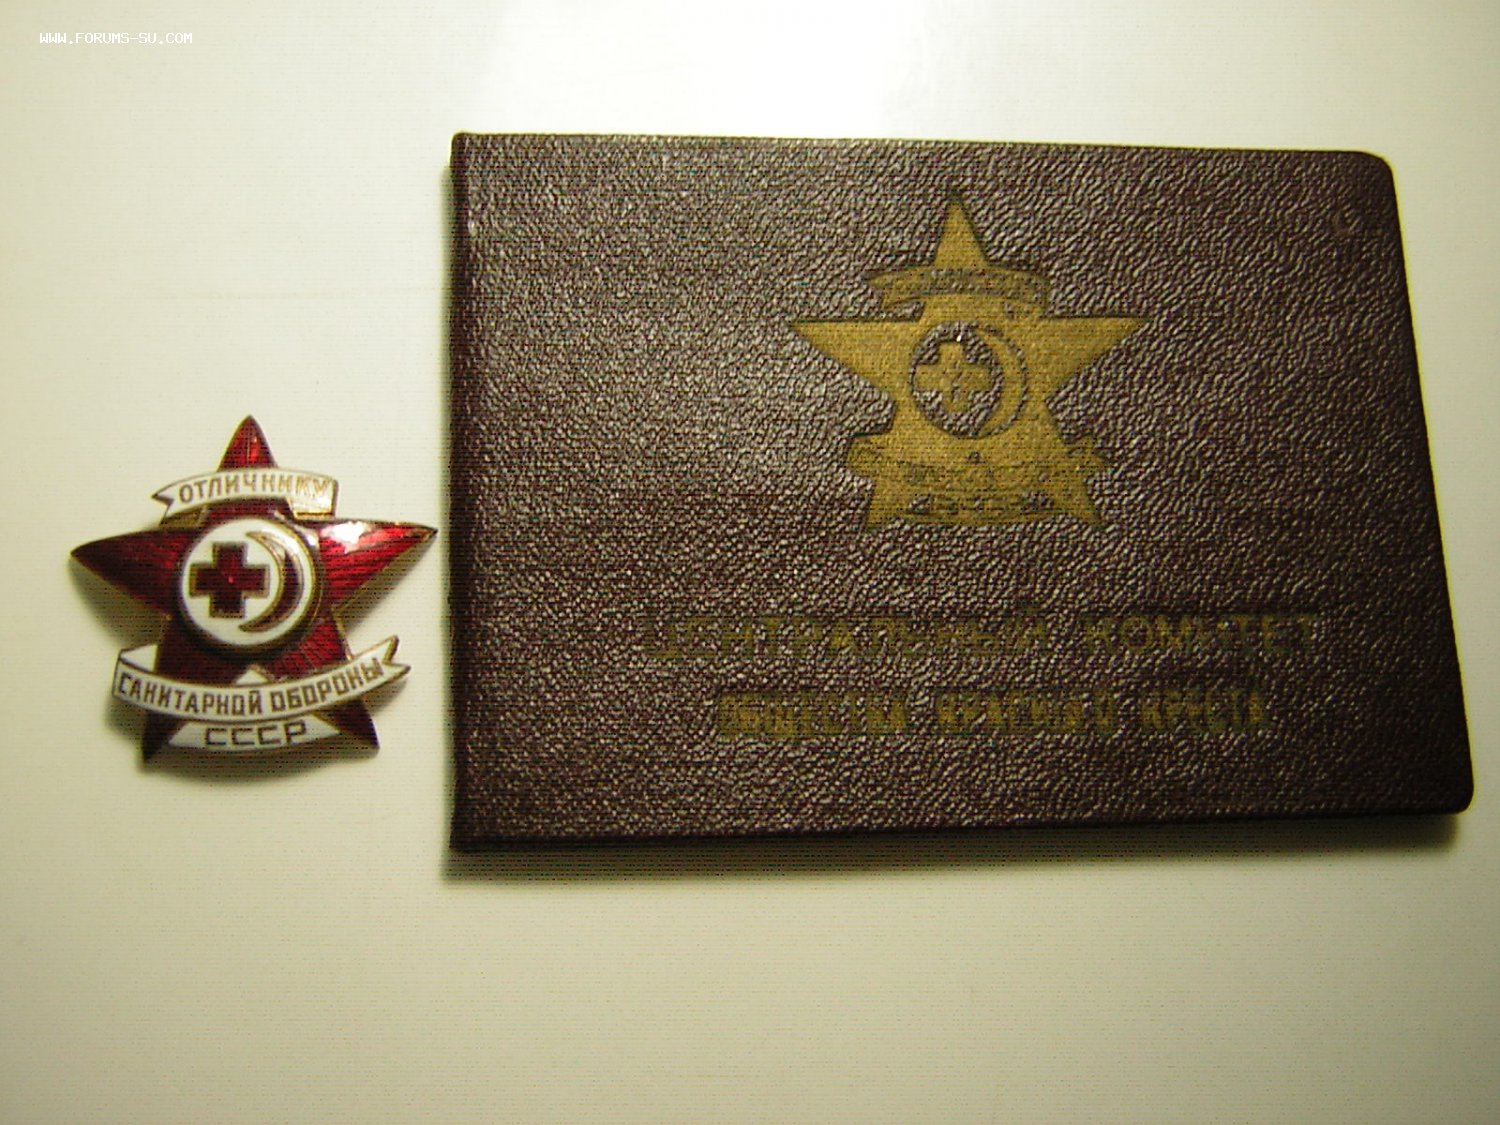 WWW.FORUMS-SU.COM
ОТЛИЧНИКУ
САНИТАРНОЙ ОБОРОНЫ
СССР
ЦЕНТРАЛЬНЫЙ КОМИТЕТ
ОБЩЕСТВА КРАСНОГО КРЕСТА